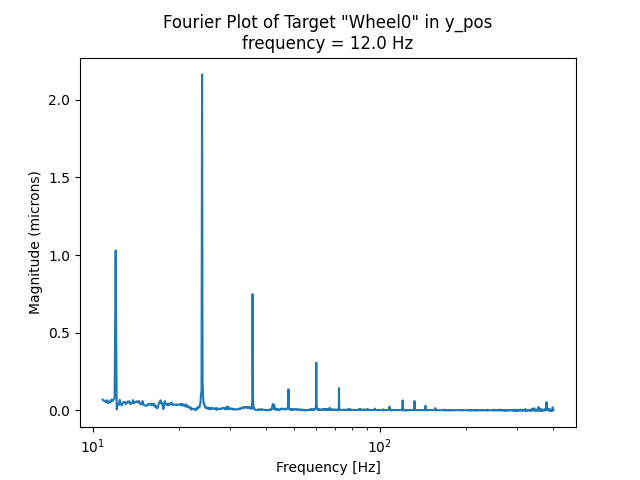 Fourier Plot of Target "Wheel0" in y_pos
frequency = 12.0 Hz
2.0
1.5
1.0
0.5
0.0
Magnitude (microns)
10¹
10²
Frequency [Hz]